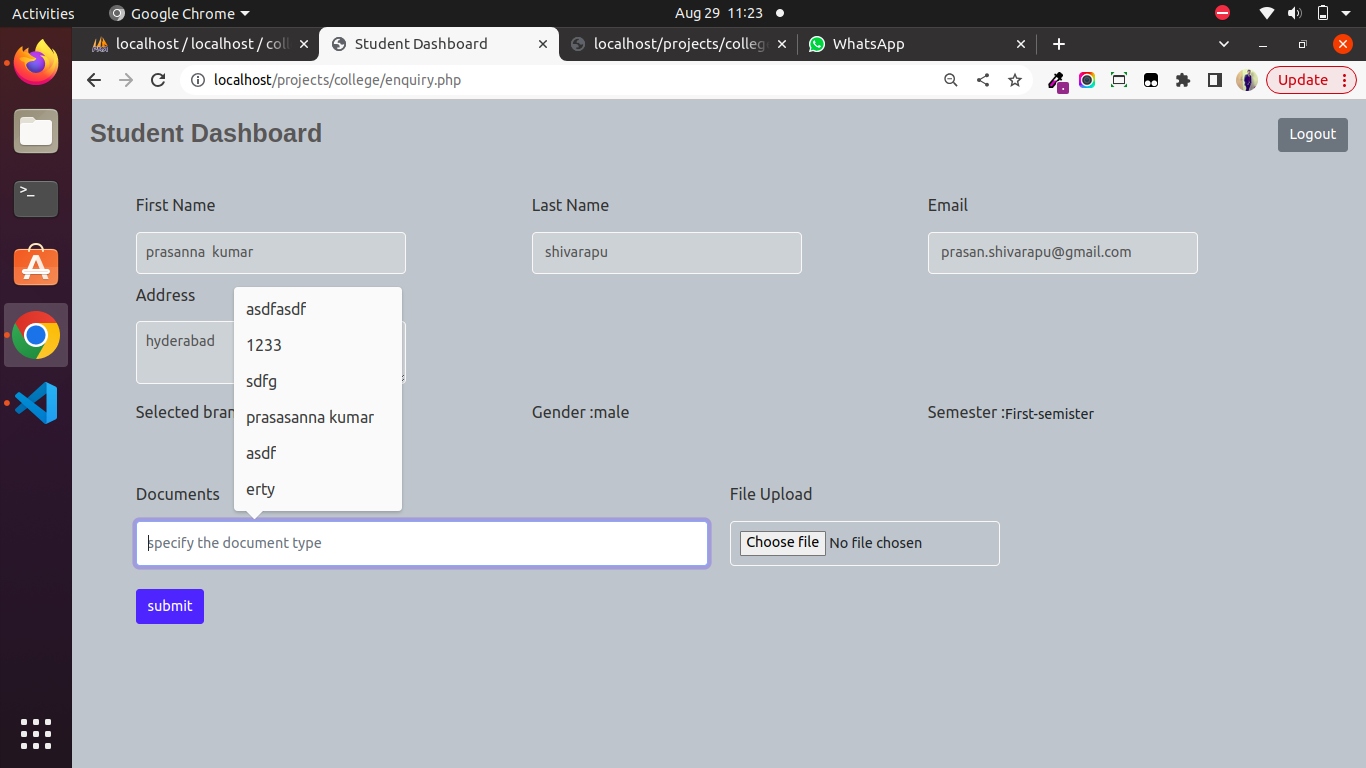 Activities
Google Chrome
Aug 29 11:23
localhost / localhost / coll
Student Dashboard
localhost/projects/colleg
WhatsApp
localhost/projects/college/enquiry.php
Update
Student Dashboard
Logout
First Name
Last Name
Email
prasanna kumar
shivarapu
prasan.shivarapu@gmail.com
Address
hyderabad
asdfasdf
1233
sdfg
prasasanna kumar
asdf
erty
Selected bran
Gender :male
Semester :First-semister
Documents
File Upload
specify the document type
Choose file No file chosen
submit